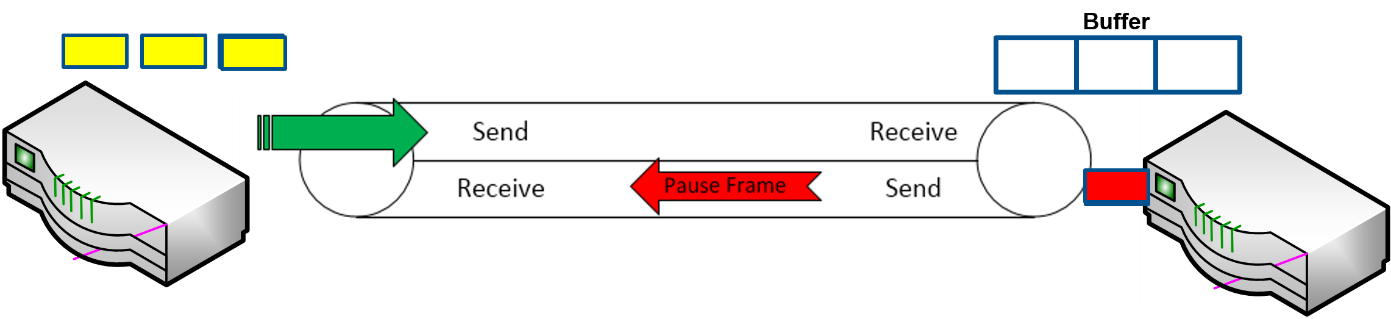 Buffer
Send
Receive
Receive
Pause Frame
Send